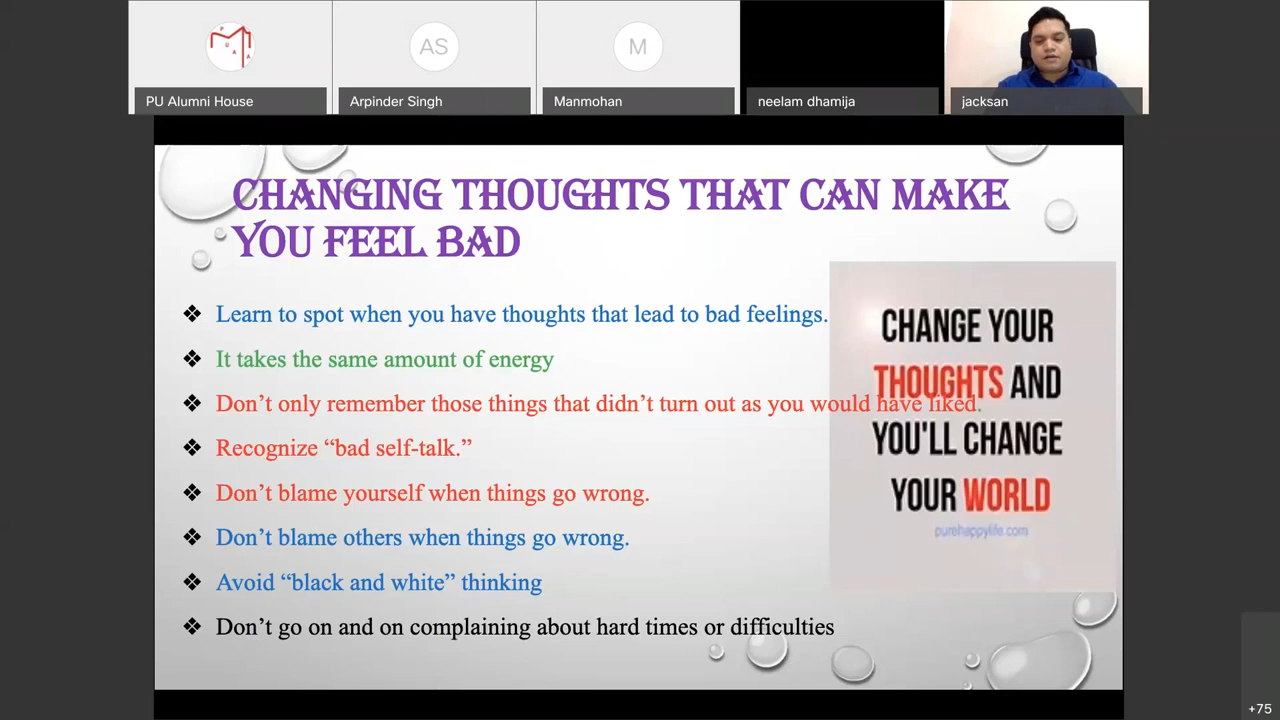 P
U
A
A
AS
M
PU Alumni House
Arpinder Singh
Manmohan
neelam dhamija
jacksan
CHANGING THOUGHTS THAT CAN MAKE
YOU FEEL BAD
❖ Learn to spot when you have thoughts that lead to bad feelings.
❖ It takes the same amount of energy
❖ Don’t only remember those things that didn’t turn out as you would have liked.
❖ Recognize “bad self-talk.”
❖ Don’t blame yourself when things go wrong.
❖ Don’t blame others when things go wrong.
❖ Avoid “black and white” thinking
❖ Don’t go on and on complaining about hard times or difficulties
CHANGE YOUR
THOUGHTS AND
YOU'LL CHANGE
YOUR WORLD
purehappylife.com
+75